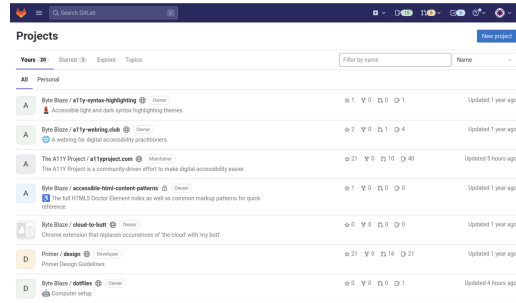 Search GitLab
/
Projects
New project
Yours 20 Starred 3 Explore Topics
Filter by name
Name
All Personal
A
Byte Blaze / a11y-syntax-highlighting Owner
Accessible light and dark syntax highlighting themes
1 0 0 1
Updated 1 year ago
A
Byte Blaze / a11y-webring.club Owner
A webring for digital accessibility practitioners.
2 0 1 4
Updated 1 year ago
A
The A11Y Project / a11yproject.com Maintainer
The A11Y Project is a community-driven effort to make digital accessibility easier.
21 0 10 40
Updated 5 hours ago
A
Byte Blaze / accessible-html-content-patterns Owner
The full HTML5 Doctor Element Index as well as common markup patterns for quick
reference.
1 0 0 0
Updated 1 year ago
Byte Blaze / cloud-to-butt Owner
Chrome extension that replaces occurrences of 'the cloud' with 'my butt'
0 0 0 0
Updated 1 year ago
D
Primer / design Developer
Primer Design Guidelines
21 0 16 21
Updated 1 year ago
D
Byte Blaze / dotfiles Owner
Computer setup
0 0 0 1
Updated 4 hours ago